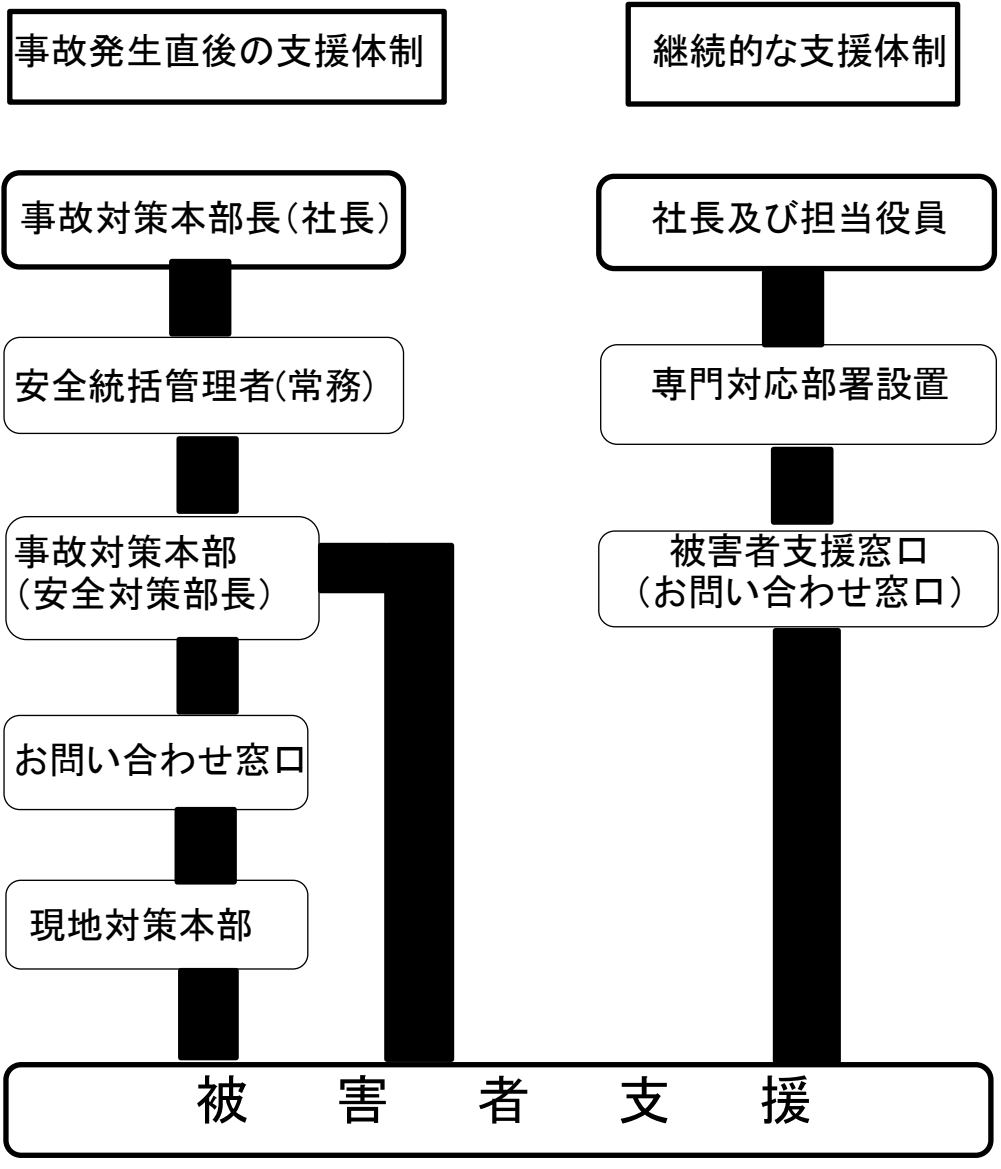 事故発生直後の支援体制
継続的な支援体制
事故対策本部長（社長）
安全統括管理者(常務)
事故対策本部
（安全対策部長）
お問い合わせ窓口
現地対策本部
社長及び担当役員
専門対応部署設置
被害者支援窓口
（お問い合わせ窓口）
被害者支援